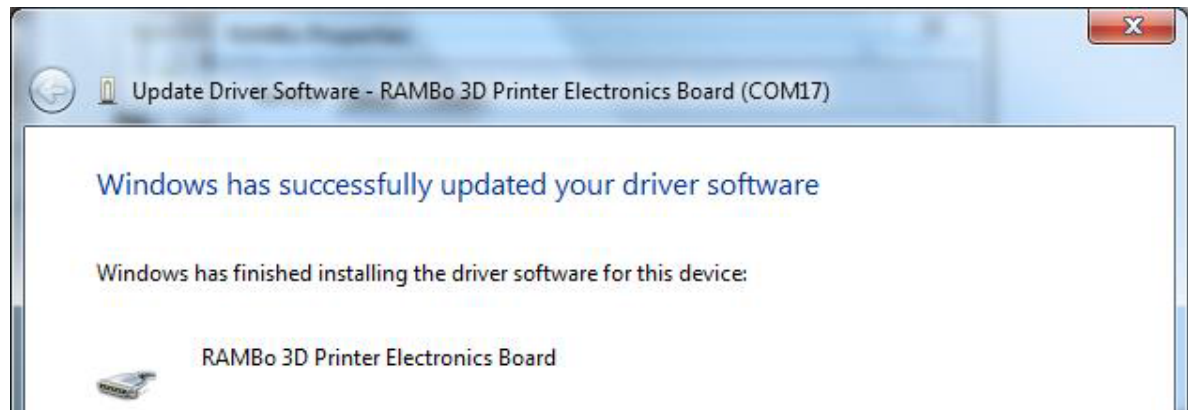 Update Driver Software - RAMBo 3D Printer Electronics Board (COM17)
Windows has successfully updated your driver software
Windows has finished installing the driver software for this device:
RAMBo 3D Printer Electronics Board